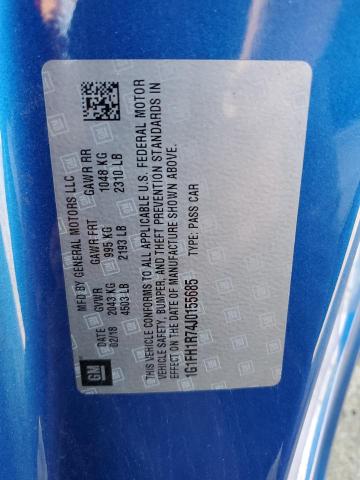 MFD BY GENERAL MOTORS LLC
02/18 GVWR GAWR FRT GAWR RR
2043 KG 995 KG 1048 KG
4503 LB 2193 LB 2310 LB
THIS VEHICLE CONFORMS TO ALL APPLICABLE U.S. FEDERAL MOTOR
VEHICLE SAFETY, BUMPER, AND THEFT PREVENTION STANDARDS IN
EFFECT ON THE DATE OF MANUFACTURE SHOWN ABOVE.
1G1FH1R74J0155685 TYPE: PASS CAR
GM